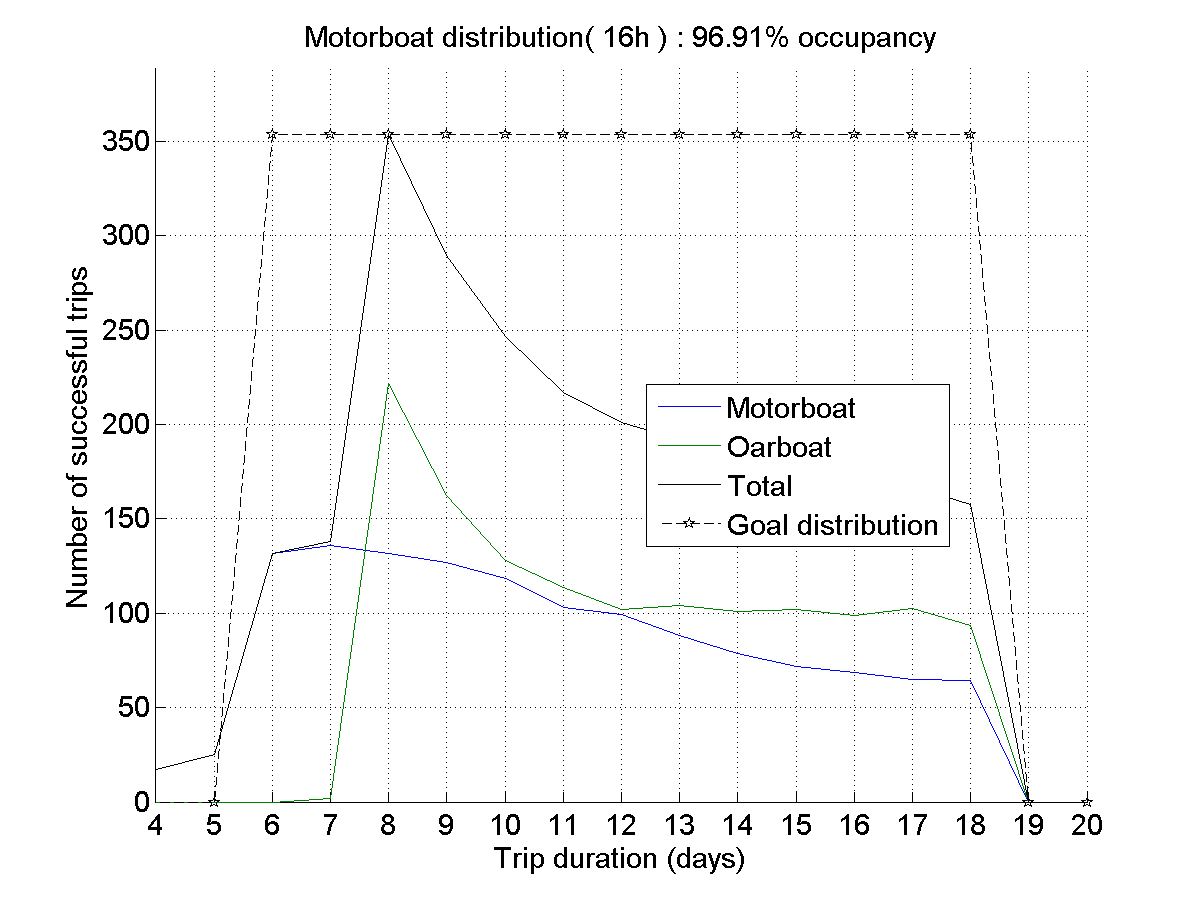 Motorboat distribution( 16h ) : 96.91% occupancy
Number of successful trips
350
300
250
200
150
100
50
0
Motorboat
Oarboat
Total
Goal distribution
4 5 6 7 8 9 10 11 12 13 14 15 16 17 18 19 20
Trip duration (days)